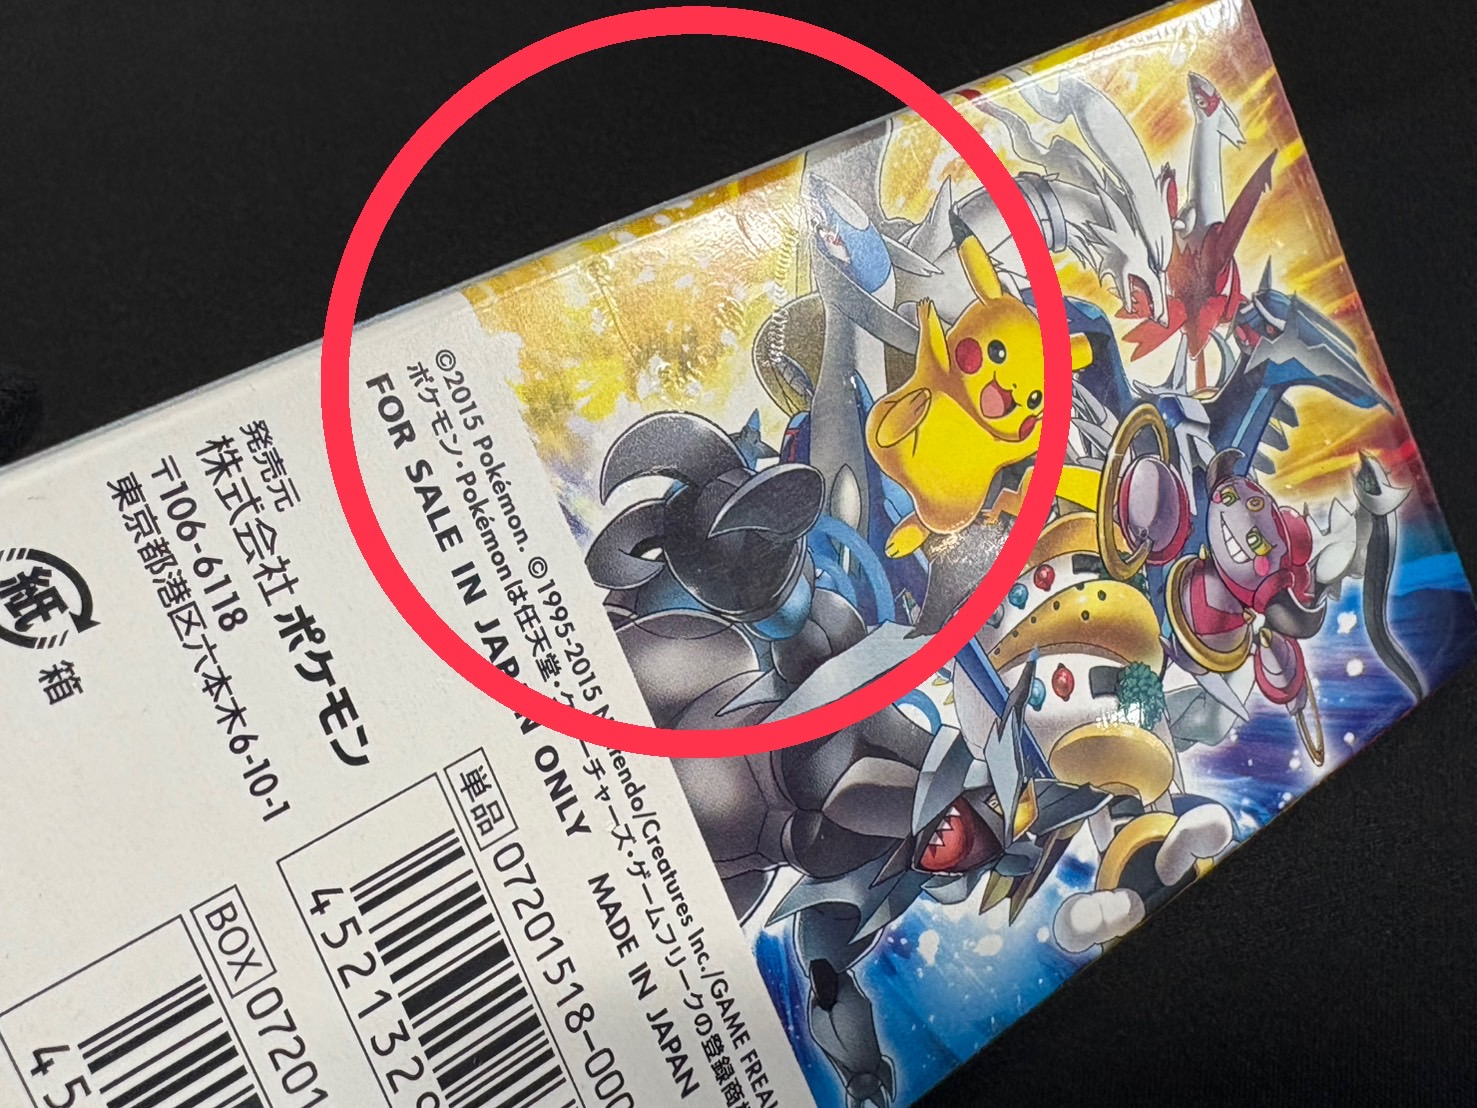 ©2015 Pokémon. ©1995-2015 Nintendo/Creatures Inc./GAME FREAK
ポケモン・Pokémonは任天堂・クリーチャーズ・ゲームフリークの登録商標
FOR SALE IN JAPAN ONLY MADE IN JAPAN
発売元
株式会社 ポケモン
〒106-6118
東京都港区六本木6-10-1
紙
箱
単品 07201518-000
4521329
BOX 07201
45